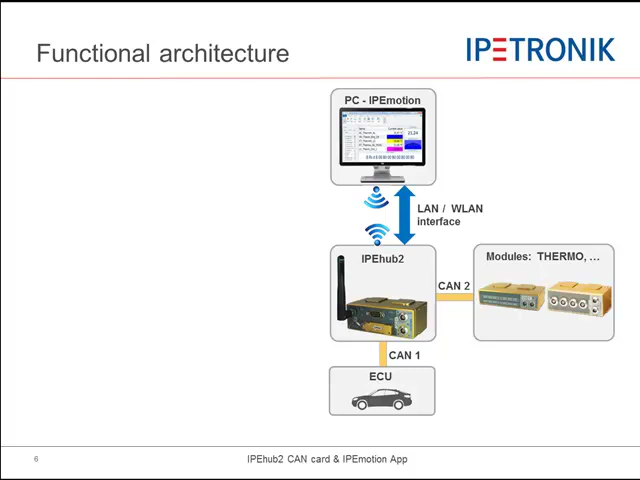 Functional architecture
IPETRONIK
PC - IPEmotion
LAN / WLAN
interface
IPEhub2
Modules: THERMO, ...
CAN 2
CAN 1
ECU
6
IPEhub2 CAN card & IPEmotion App